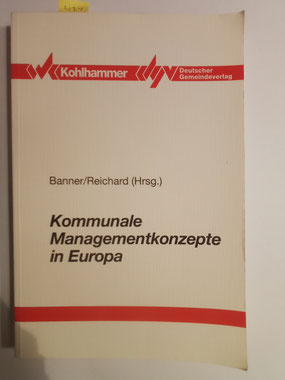 Kohlhammer
Deutscher
Gemeindeverlag
Banner/Reichard (Hrsg.)
Kommunale
Managementkonzepte
in Europa